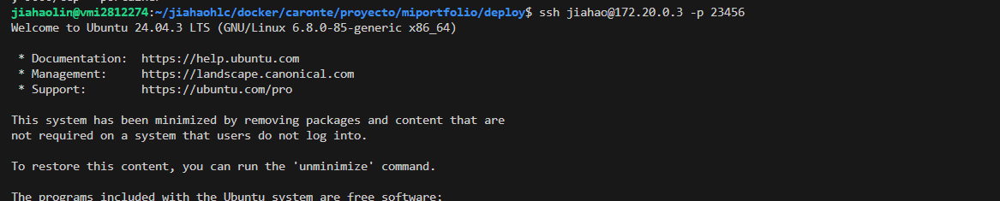 jiahaolin@vmi2812274:~/jiahaohlc/docker/caronte/proyecto/miportfolio/deploy$ ssh jiahao@172.20.0.3 -p 23456
Welcome to Ubuntu 24.04.3 LTS (GNU/Linux 6.8.0-85-generic x86_64)
* Documentation:  https://help.ubuntu.com
* Management:     https://landscape.canonical.com
* Support:        https://ubuntu.com/pro
This system has been minimized by removing packages and content that are
not required on a system that users do not log into.
To restore this content, you can run the 'unminimize' command.
The programs included with the Ubuntu system are free software;